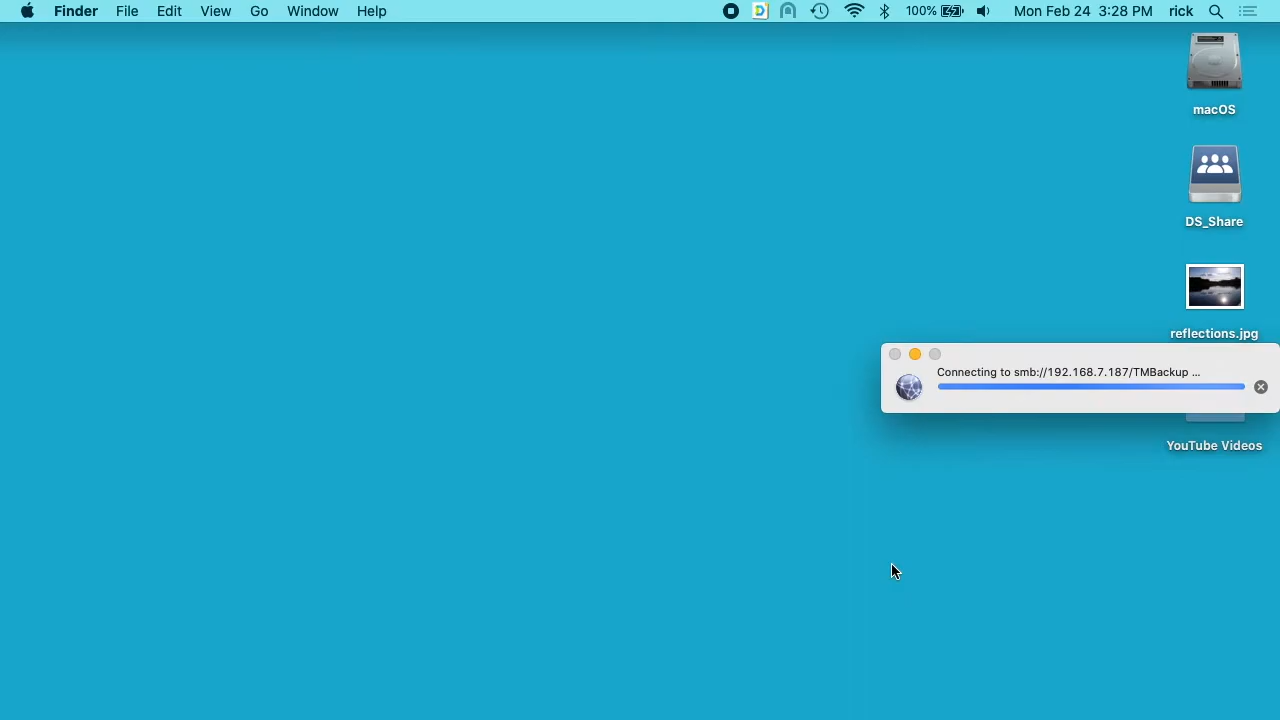 Finder File Edit View Go Window Help 100% Mon Feb 24 3:28 PM rick
macOS
DS_Share
reflections.jpg
Connecting to smb://192.168.7.187/TMBackup ...
YouTube Videos